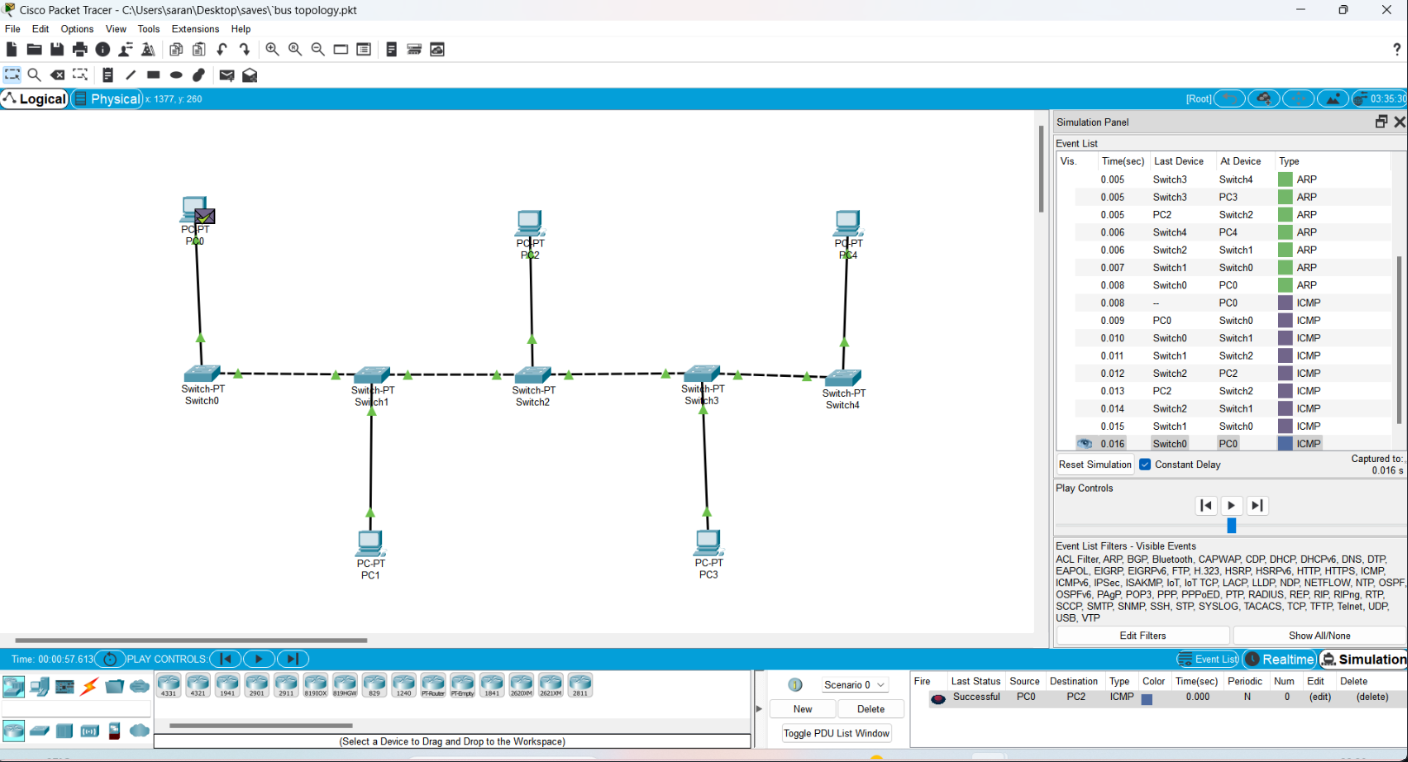 Cisco Packet Tracer - C:\Users\saran\Desktop\saves\`bus topology.pkt
File Edit Options View Tools Extensions Help
?
Logical Physical x: 1377, y: 260 [Root] 03:35:30
Simulation Panel
Event List
Vis. Time(sec) Last Device At Device Type
0.005 Switch3 Switch4 ARP
0.005 Switch3 PC3 ARP
0.005 PC2 Switch2 ARP
0.006 Switch4 PC4 ARP
0.006 Switch2 Switch1 ARP
0.007 Switch1 Switch0 ARP
0.008 Switch0 PC0 ARP
0.008 -- PC0 ICMP
0.009 PC0 Switch0 ICMP
0.010 Switch0 Switch1 ICMP
0.011 Switch1 Switch2 ICMP
0.012 Switch2 PC2 ICMP
0.013 PC2 Switch2 ICMP
0.014 Switch2 Switch1 ICMP
0.015 Switch1 Switch0 ICMP
0.016 Switch0 PC0 ICMP
Reset Simulation Constant Delay Captured to:
0.016 s
Play Controls
Event List Filters - Visible Events
ACL Filter, ARP, BGP, Bluetooth, CAPWAP, CDP, DHCP, DHCPv6, DNS, DTP,
EAPOL, EIGRP, EIGRPv6, FTP, H.323, HSRP, HSRPv6, HTTP, HTTPS, ICMP,
ICMPv6, IPSec, ISAKMP, IoT, IoT TCP, LACP, LLDP, NDP, NETFLOW, NTP, OSPF,
OSPFv6, PAgP, POP3, PPP, PPPoED, PTP, RADIUS, REP, RIP, RIPng, RTP,
SCCP, SMTP, SNMP, SSH, STP, SYSLOG, TACACS, TCP, TFTP, Telnet, UDP,
USB, VTP
Edit Filters Show All/None
PC-PT
PC0
PC-PT
PC2
PC-PT
PC4
Switch-PT
Switch0
Switch-PT
Switch1
Switch-PT
Switch2
Switch-PT
Switch3
Switch-PT
Switch4
PC-PT
PC1
PC-PT
PC3
Time: 00:00:57.613 PLAY CONTROLS: Event List Realtime Simulation
4331 4321 1941 2901 2911 819IOX 819HGW 829 1240 PT-Router PT-Empty 1841 2620XM 2621XM 2811
(Select a Device to Drag and Drop to the Workspace)
Scenario 0
New Delete
Toggle PDU List Window
Fire Last Status Source Destination Type Color Time(sec) Periodic Num Edit Delete
Successful PC0 PC2 ICMP 0.000 N 0 (edit) (delete)